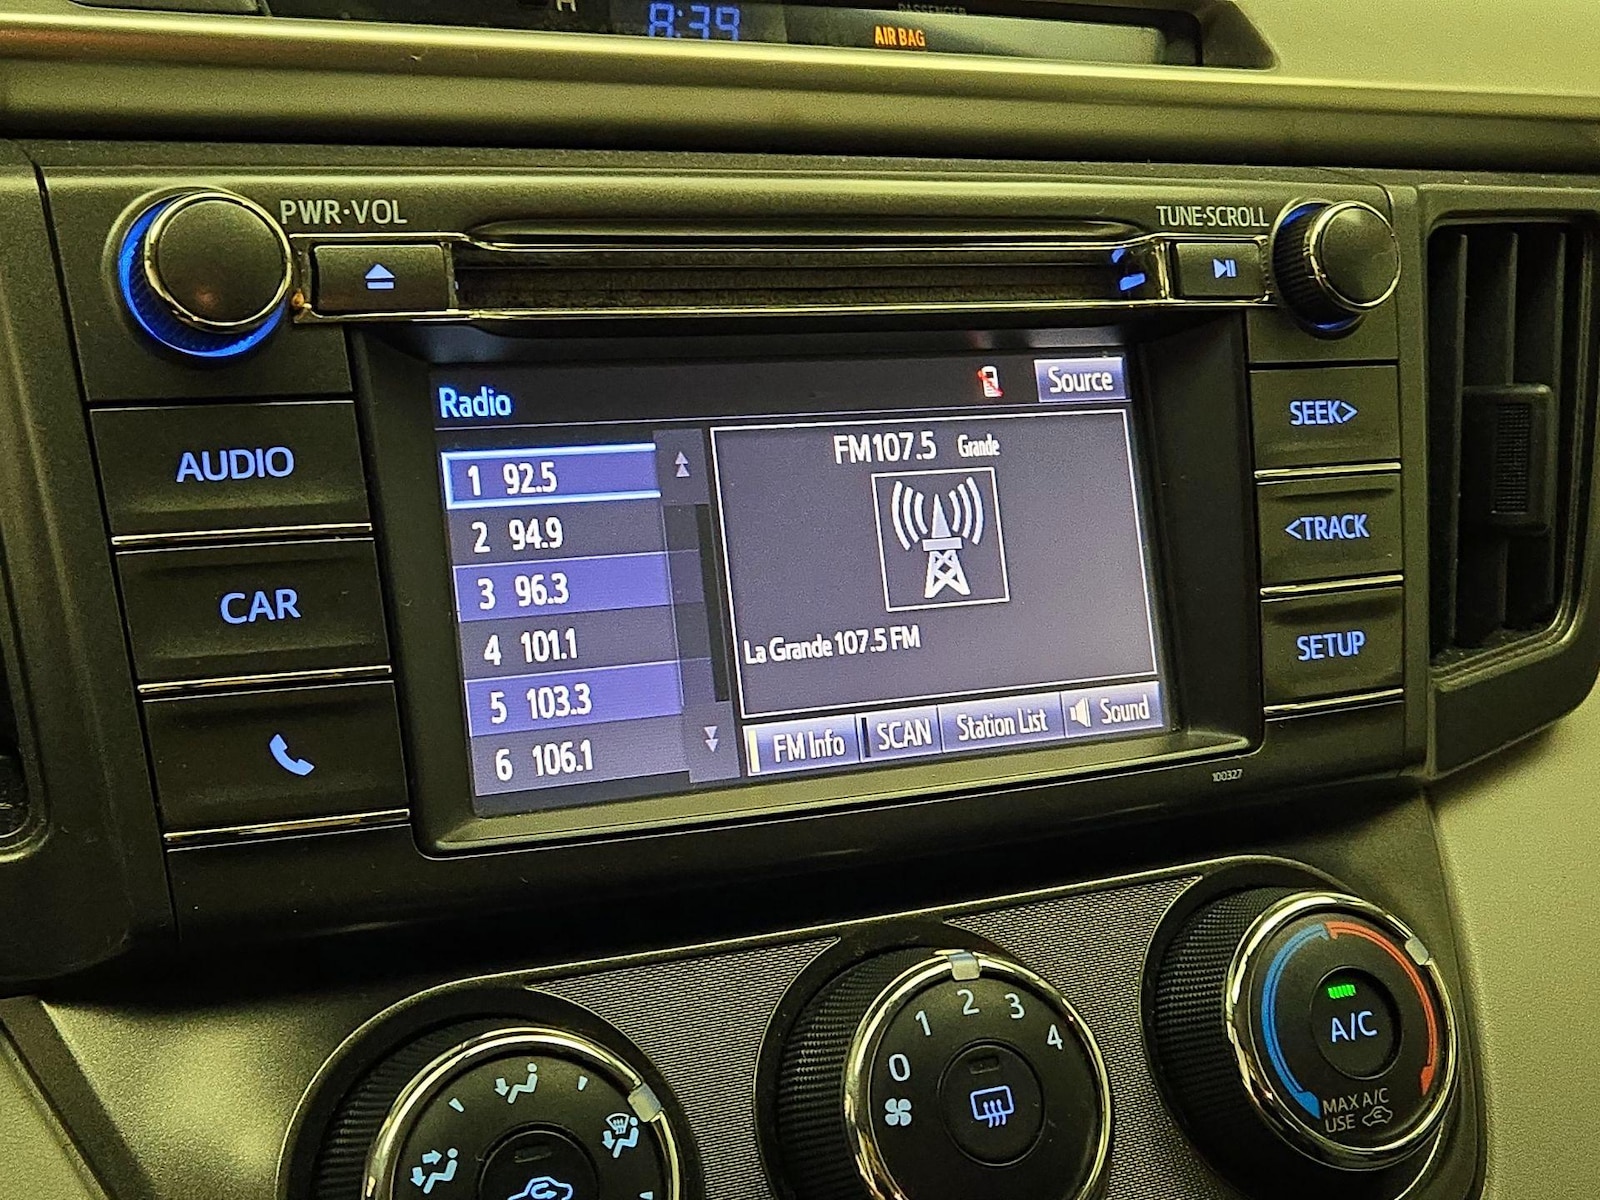 8:39
PASSENGER
AIR BAG
PWR·VOL
TUNE·SCROLL
AUDIO
CAR
Radio
Source
1 92.5
2 94.9
3 96.3
4 101.1
5 103.3
6 106.1
FM107.5 Grande
La Grande 107.5 FM
FM Info
SCAN
Station List
Sound
SEEK>
<TRACK
SETUP
100327
0 1 2 3 4
A/C
MAX A/C
USE